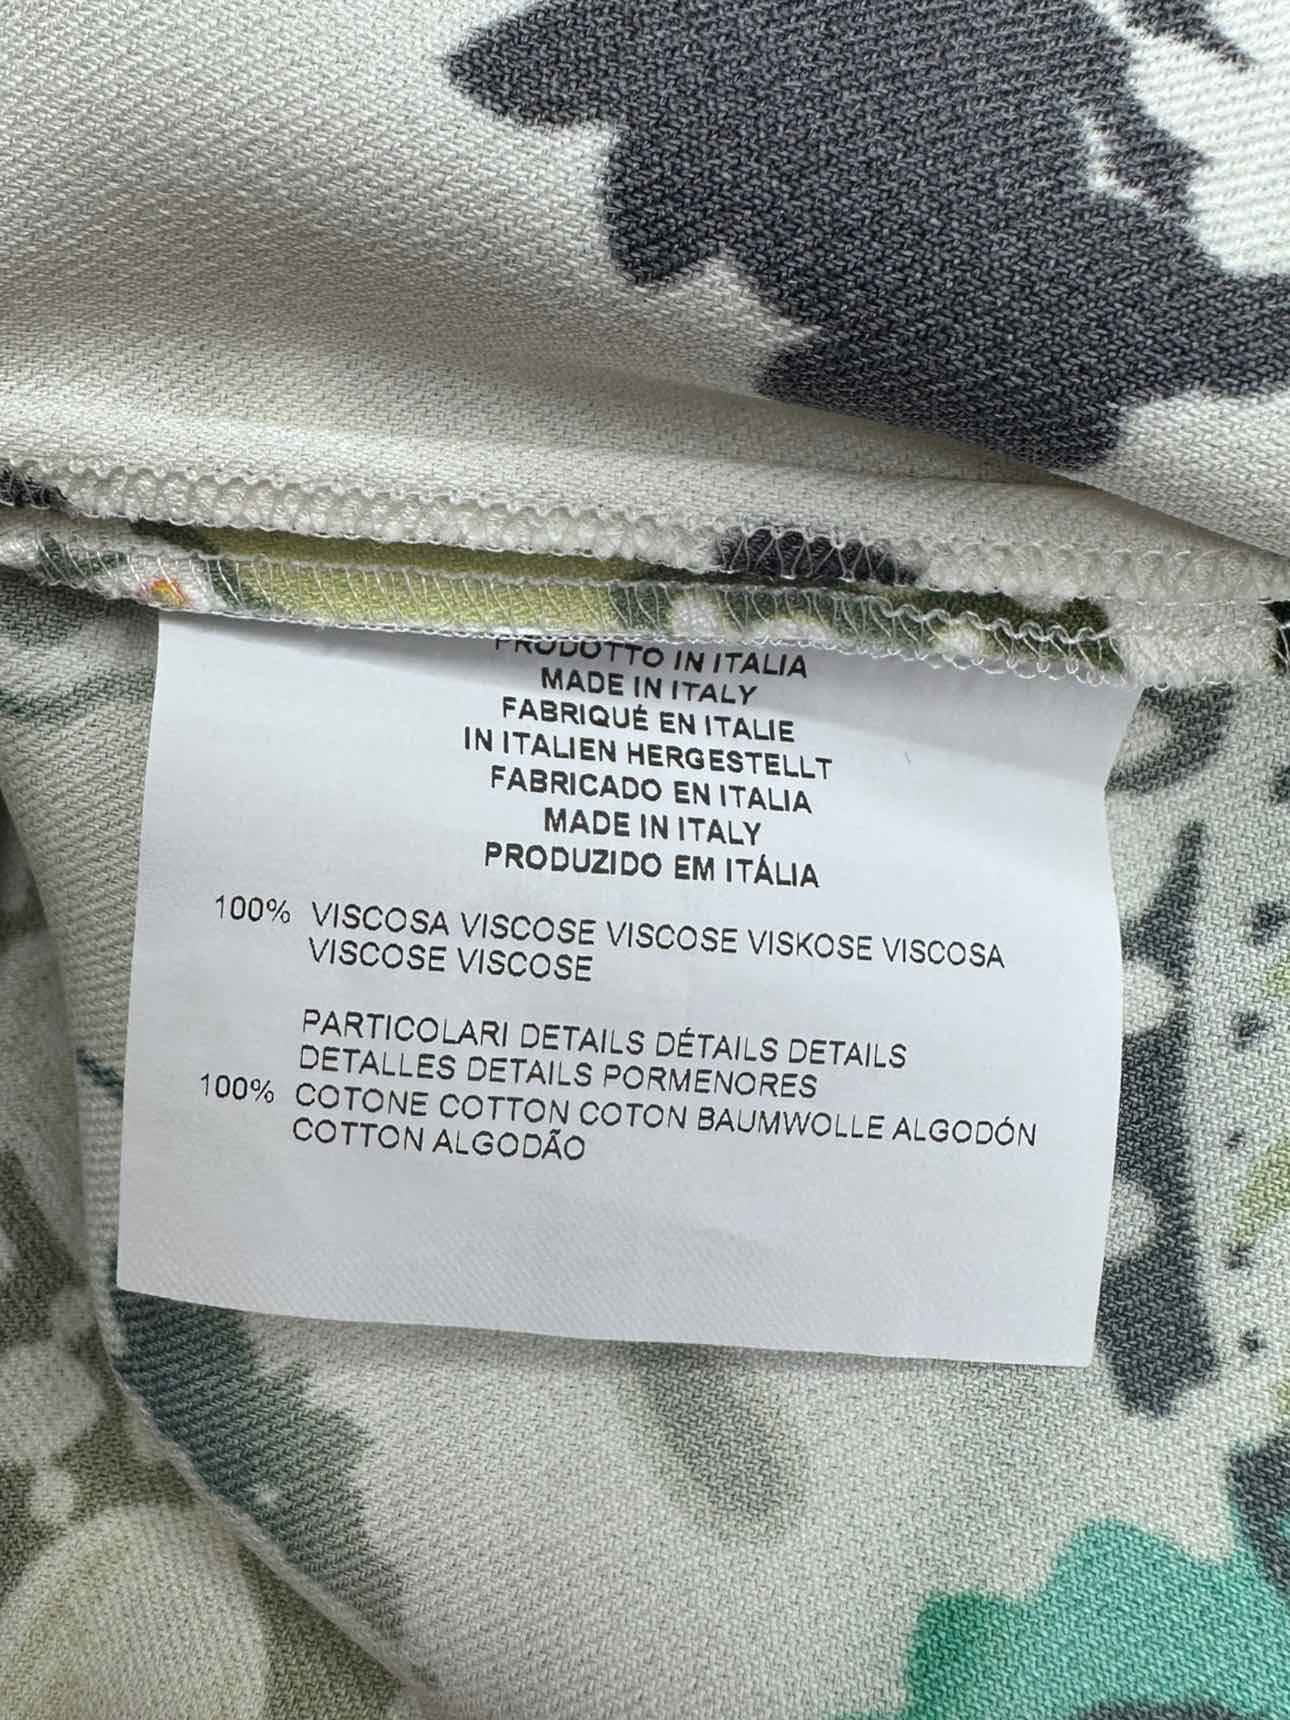 PRODOTTO IN ITALIA
MADE IN ITALY
FABRIQUÉ EN ITALIE
IN ITALIEN HERGESTELLT
FABRICADO EN ITALIA
MADE IN ITALY
PRODUZIDO EM ITÁLIA
100% VISCOSA VISCOSE VISCOSE VISKOSE VISCOSA
VISCOSE VISCOSE
PARTICOLARI DETAILS DÉTAILS DETAILS
DETALLES DETAILS PORMENORES
100% COTONE COTTON COTON BAUMWOLLE ALGODÓN
COTTON ALGODÃO